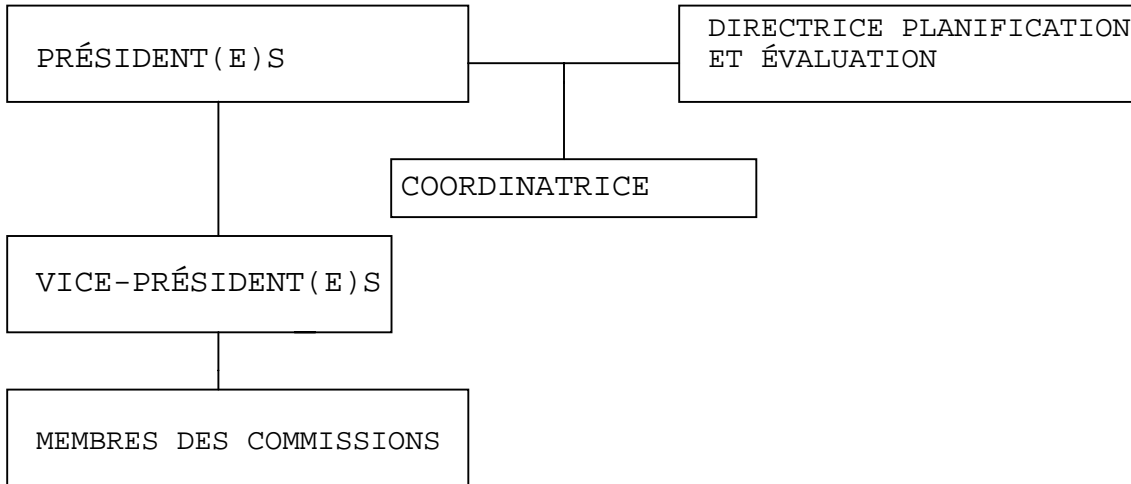 PRÉSIDENT(E)S
DIRECTRICE PLANIFICATION
ET ÉVALUATION
COORDINATRICE
VICE-PRÉSIDENT(E)S
MEMBRES DES COMMISSIONS